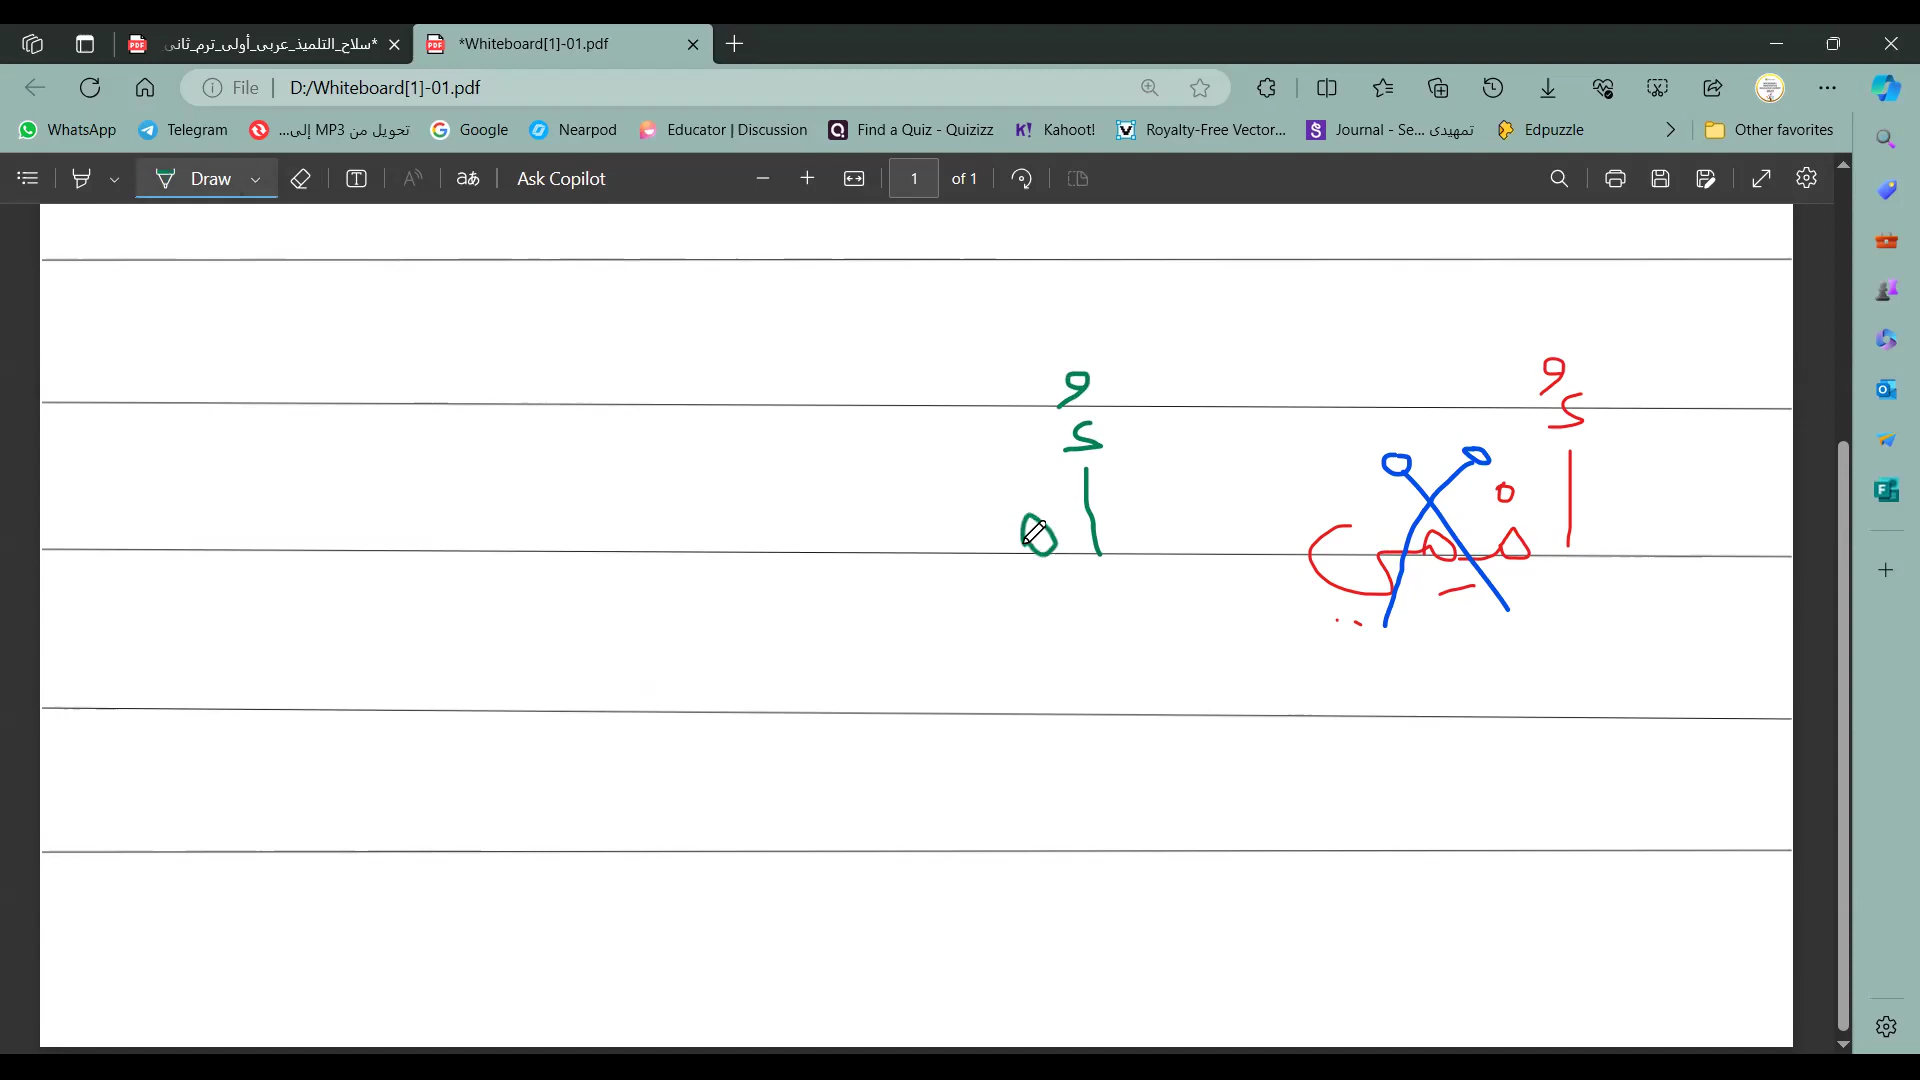 سلاح_التلميذ_عربى_أولى_ترم_ثانى*
*Whiteboard[1]-01.pdf
File D:/Whiteboard[1]-01.pdf
WhatsApp Telegram تحويل من MP3 إلى... Google Nearpod Educator | Discussion Find a Quiz - Quizizz Kahoot! Royalty-Free Vector... Journal - Se... تمهيدى Edpuzzle Other favorites
Draw Ask Copilot 1 of 1